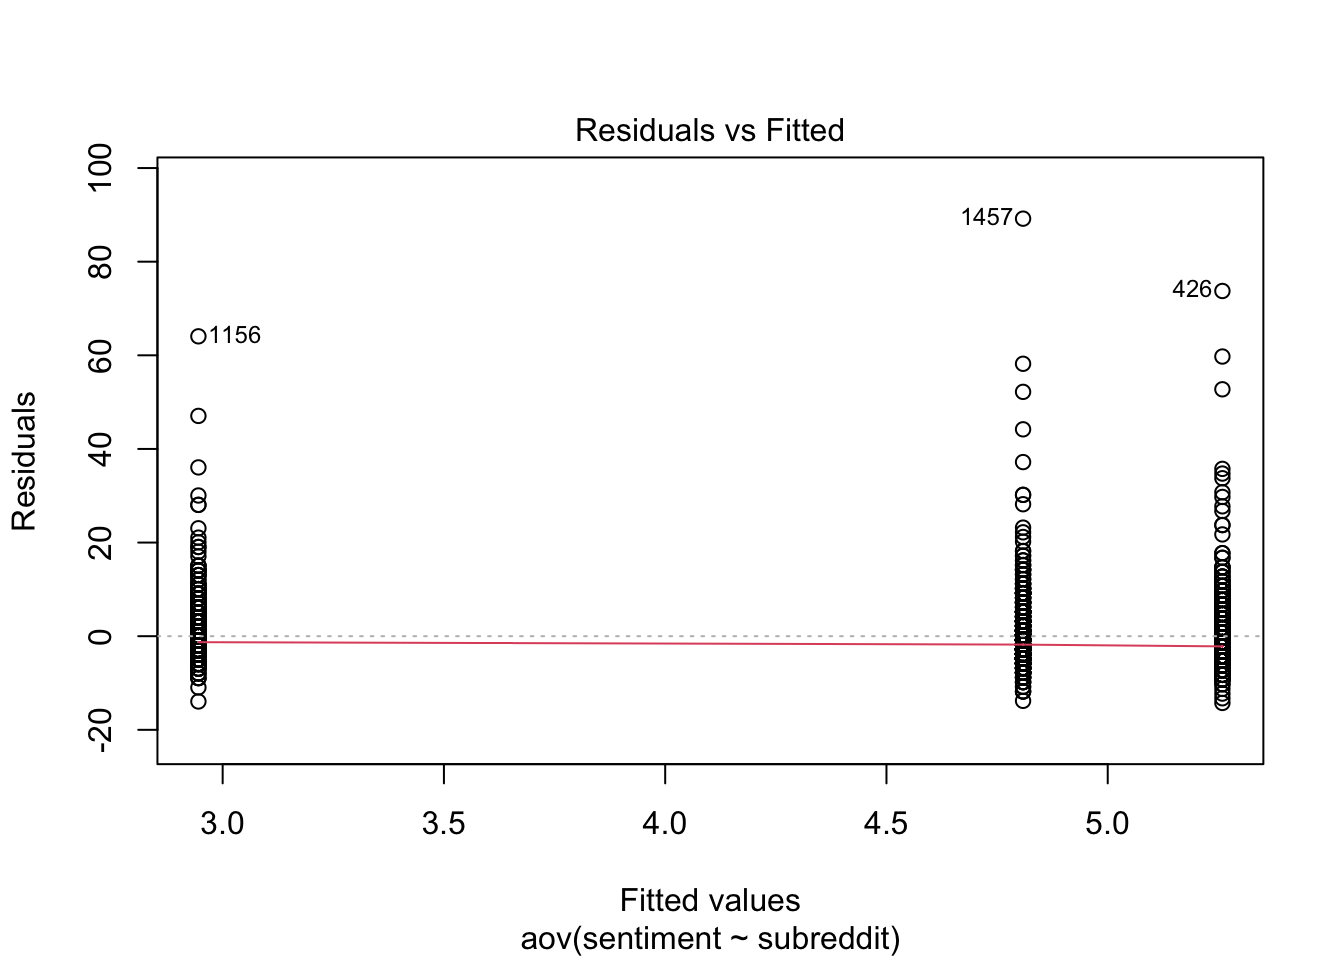 Residuals vs Fitted
100
80
60
40
20
0
-20
Residuals
1457
426
1156
3.0 3.5 4.0 4.5 5.0
Fitted values
aov(sentiment ~ subreddit)